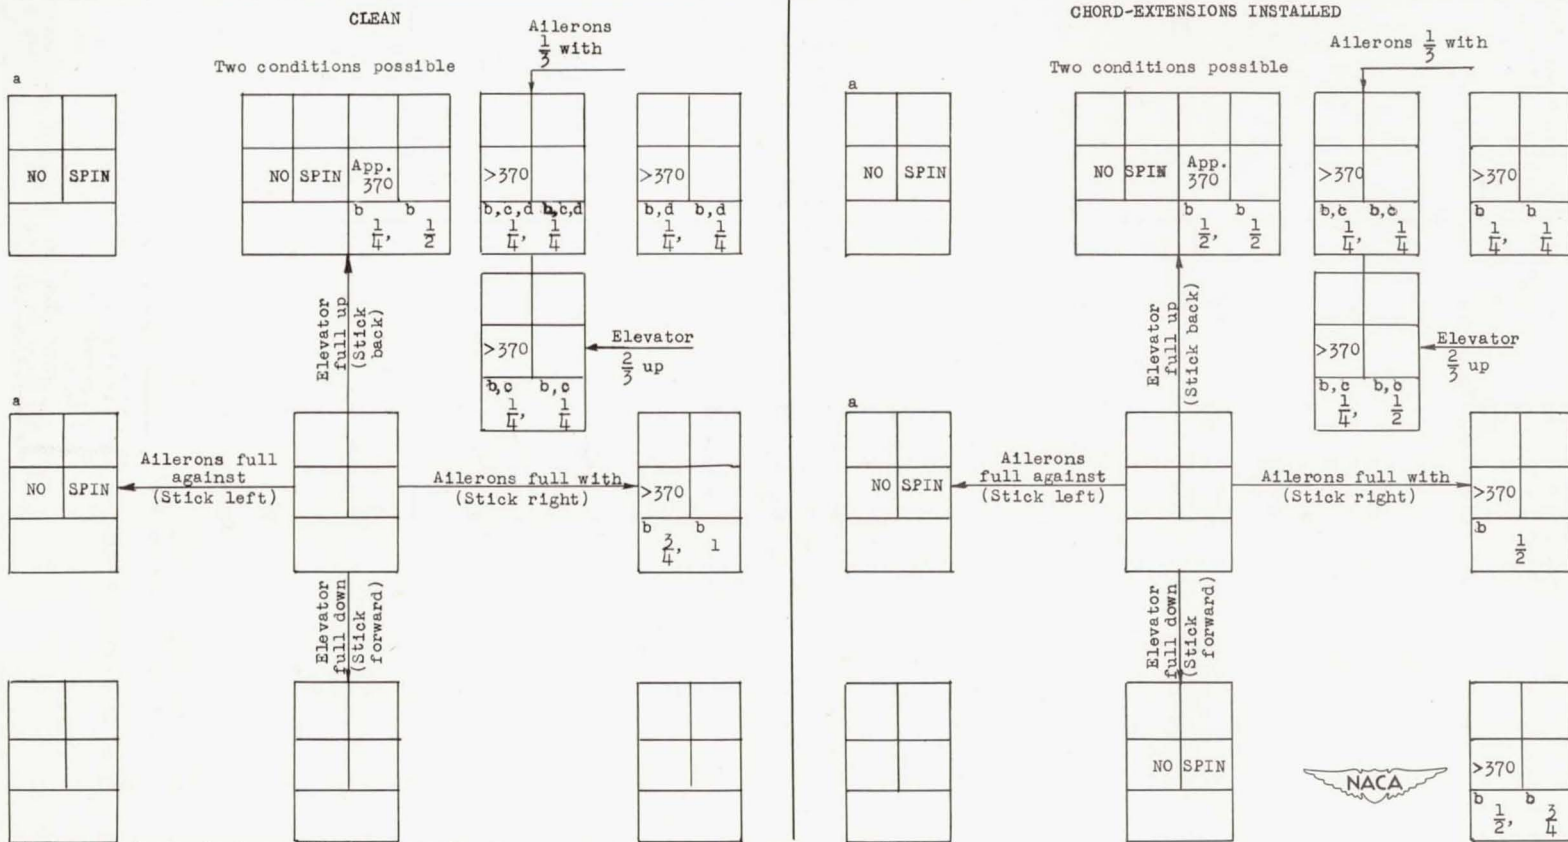 CLEAN
Ailerons
1/3 with
Two conditions possible
a
NO SPIN
NO SPIN
App.
370
b b
1/4, 1/2
>370
b,c,d b,c,d
1/4, 1/4
>370
b,d b,d
1/4, 1/4
Elevator
full up
(Stick
back)
>370
b,c b,c
1/4, 1/4
Elevator
2/3 up
a
NO SPIN
Ailerons full
against
(Stick left)
Ailerons full with
(Stick right)
>370
b b
3/4, 1
Elevator
full down
(Stick
forward)
CHORD-EXTENSIONS INSTALLED
Ailerons 1/3 with
Two conditions possible
a
NO SPIN
NO SPIN
App.
370
b b
1/2, 1/2
>370
b,c b,c
1/4, 1/4
>370
b b
1/4, 1/4
Elevator
full up
(Stick back)
>370
b,c b,c
1/4, 1/2
Elevator
2/3 up
a
NO SPIN
Ailerons
full against
(Stick left)
Ailerons full with
(Stick right)
>370
b
1/2
Elevator
full down
(Stick
forward)
NO SPIN
NACA
>370
b b
1/2, 3/4